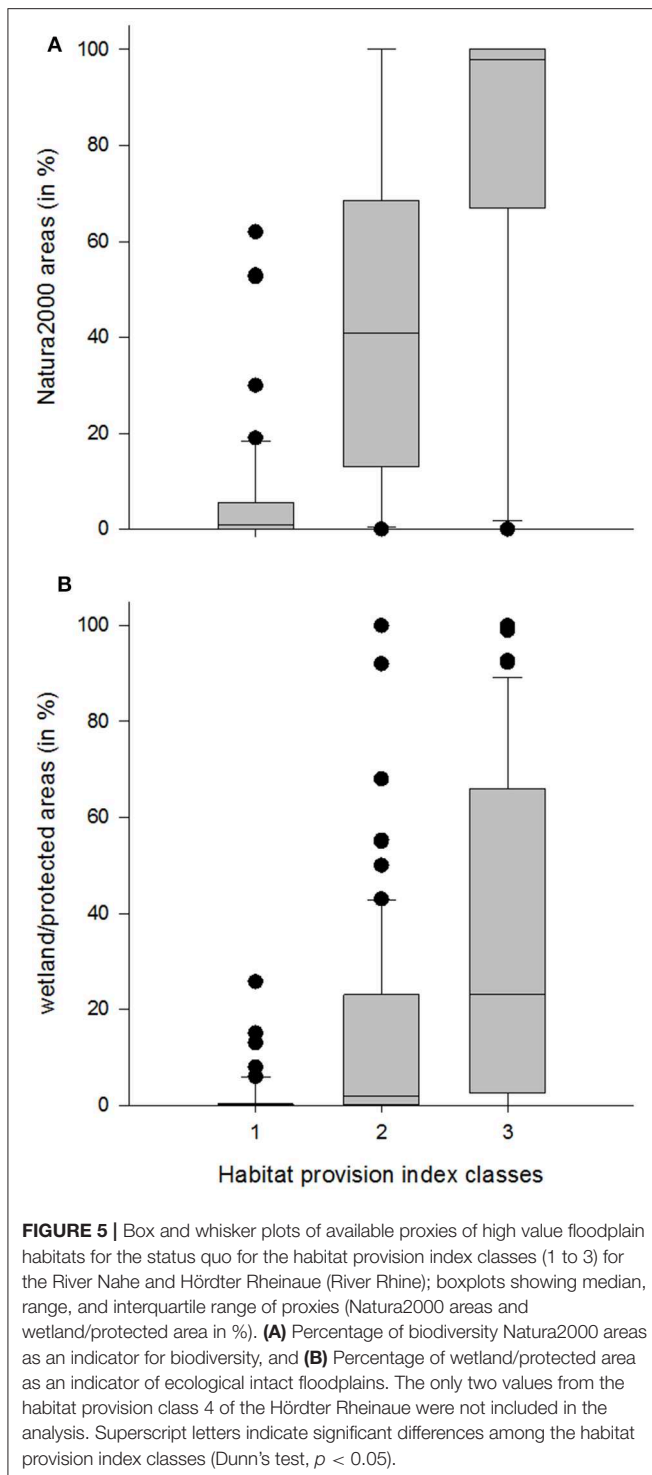 A
100
80
60
40
20
0
Natura2000 areas (in %)
B
100
80
60
40
20
0
wetland/protected areas (in %)
1 2 3
Habitat provision index classes
FIGURE 5 | Box and whisker plots of available proxies of high value floodplain
habitats for the status quo for the habitat provision index classes (1 to 3) for
the River Nahe and Hördter Rheinaue (River Rhine); boxplots showing median,
range, and interquartile range of proxies (Natura2000 areas and
wetland/protected area in %). (A) Percentage of biodiversity Natura2000 areas
as an indicator for biodiversity, and (B) Percentage of wetland/protected area
as an indicator of ecological intact floodplains. The only two values from the
habitat provision class 4 of the Hördter Rheinaue were not included in the
analysis. Superscript letters indicate significant differences among the habitat
provision index classes (Dunn's test, p < 0.05).